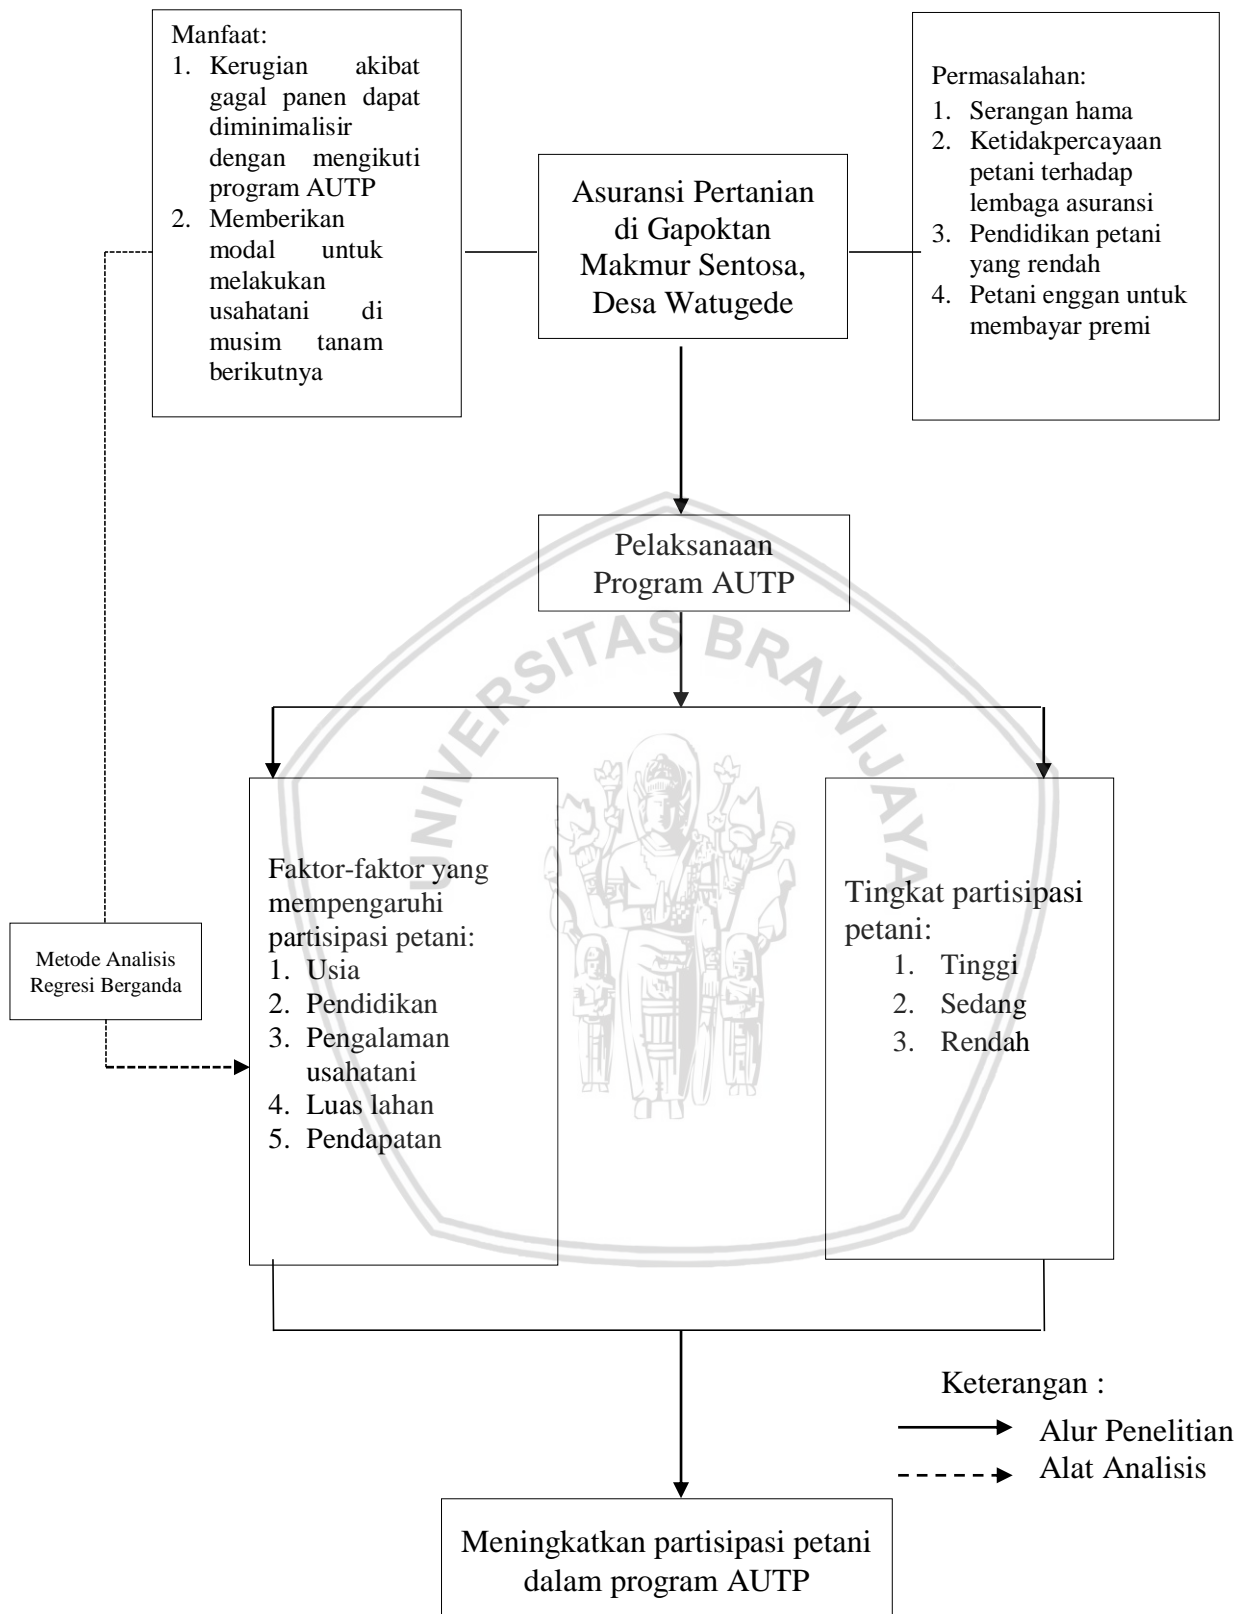 Manfaat:
1. Kerugian akibat
gagal panen dapat
diminimalisir
dengan mengikuti
program AUTP
2. Memberikan
modal untuk
melakukan
usahatani di
musim tanam
berikutnya
Asuransi Pertanian
di Gapoktan
Makmur Sentosa,
Desa Watugede
Permasalahan:
1. Serangan hama
2. Ketidakpercayaan
petani terhadap
lembaga asuransi
3. Pendidikan petani
yang rendah
4. Petani enggan untuk
membayar premi
Pelaksanaan
Program AUTP
UNIVERSITAS BRAWIJAYA
Metode Analisis
Regresi Berganda
Faktor-faktor yang
mempengaruhi
partisipasi petani:
1. Usia
2. Pendidikan
3. Pengalaman
usahatani
4. Luas lahan
5. Pendapatan
Tingkat partisipasi
petani:
1. Tinggi
2. Sedang
3. Rendah
Keterangan :
Alur Penelitian
Alat Analisis
Meningkatkan partisipasi petani
dalam program AUTP